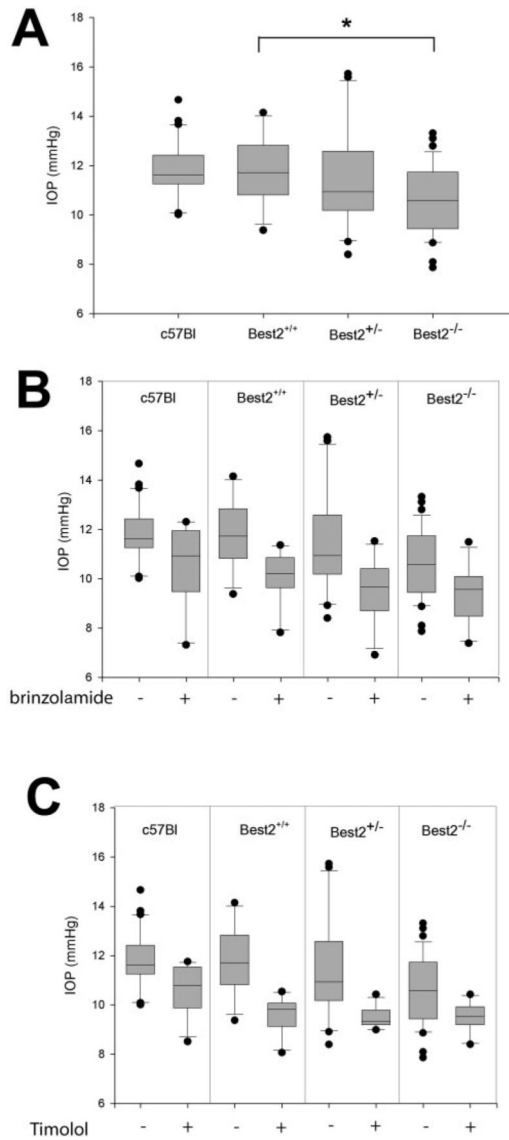 A
*
18
16
14
12
10
8
6
IOP (mmHg)
c57Bl Best2+/+ Best2+/- Best2-/-
B
c57Bl Best2+/+ Best2+/- Best2-/-
18
16
14
12
10
8
6
IOP (mmHg)
brinzolamide - + - + - + - +
C
c57Bl Best2+/+ Best2+/- Best2-/-
18
16
14
12
10
8
6
IOP (mmHg)
Timolol - + - + - + - +